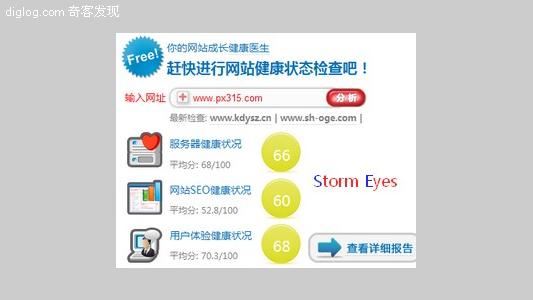 diglog.com 奇客发现
Free!
你的网站成长健康医生
赶快进行网站健康状态检查吧！
输入网址 www.px315.com 分析
最新检查: www.kdysz.cn | www.sh-oge.com |
服务器健康状况 66
平均分: 68/100
网站SEO健康状况 60
平均分: 52.8/100
Storm Eyes
用户体验健康状况 68
平均分: 70.3/100
查看详细报告